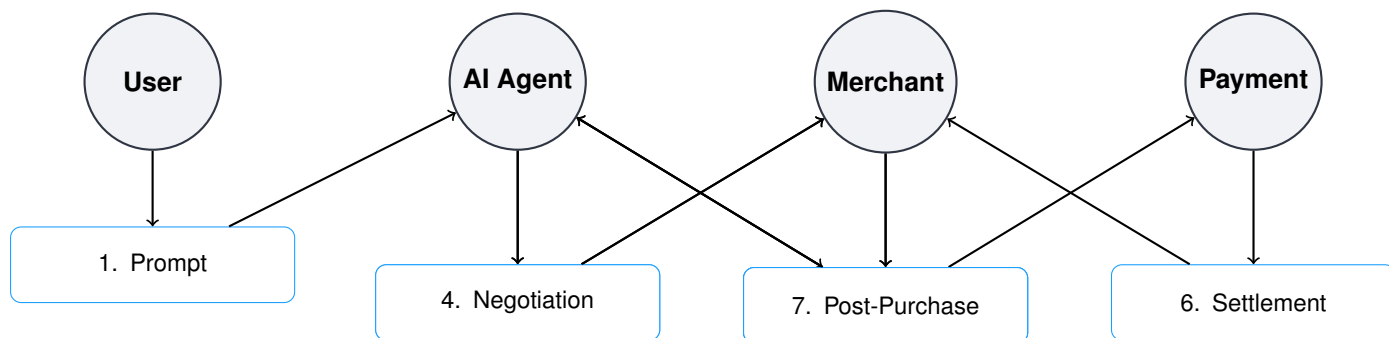 User
AI Agent
Merchant
Payment
1. Prompt
4. Negotiation
7. Post-Purchase
6. Settlement